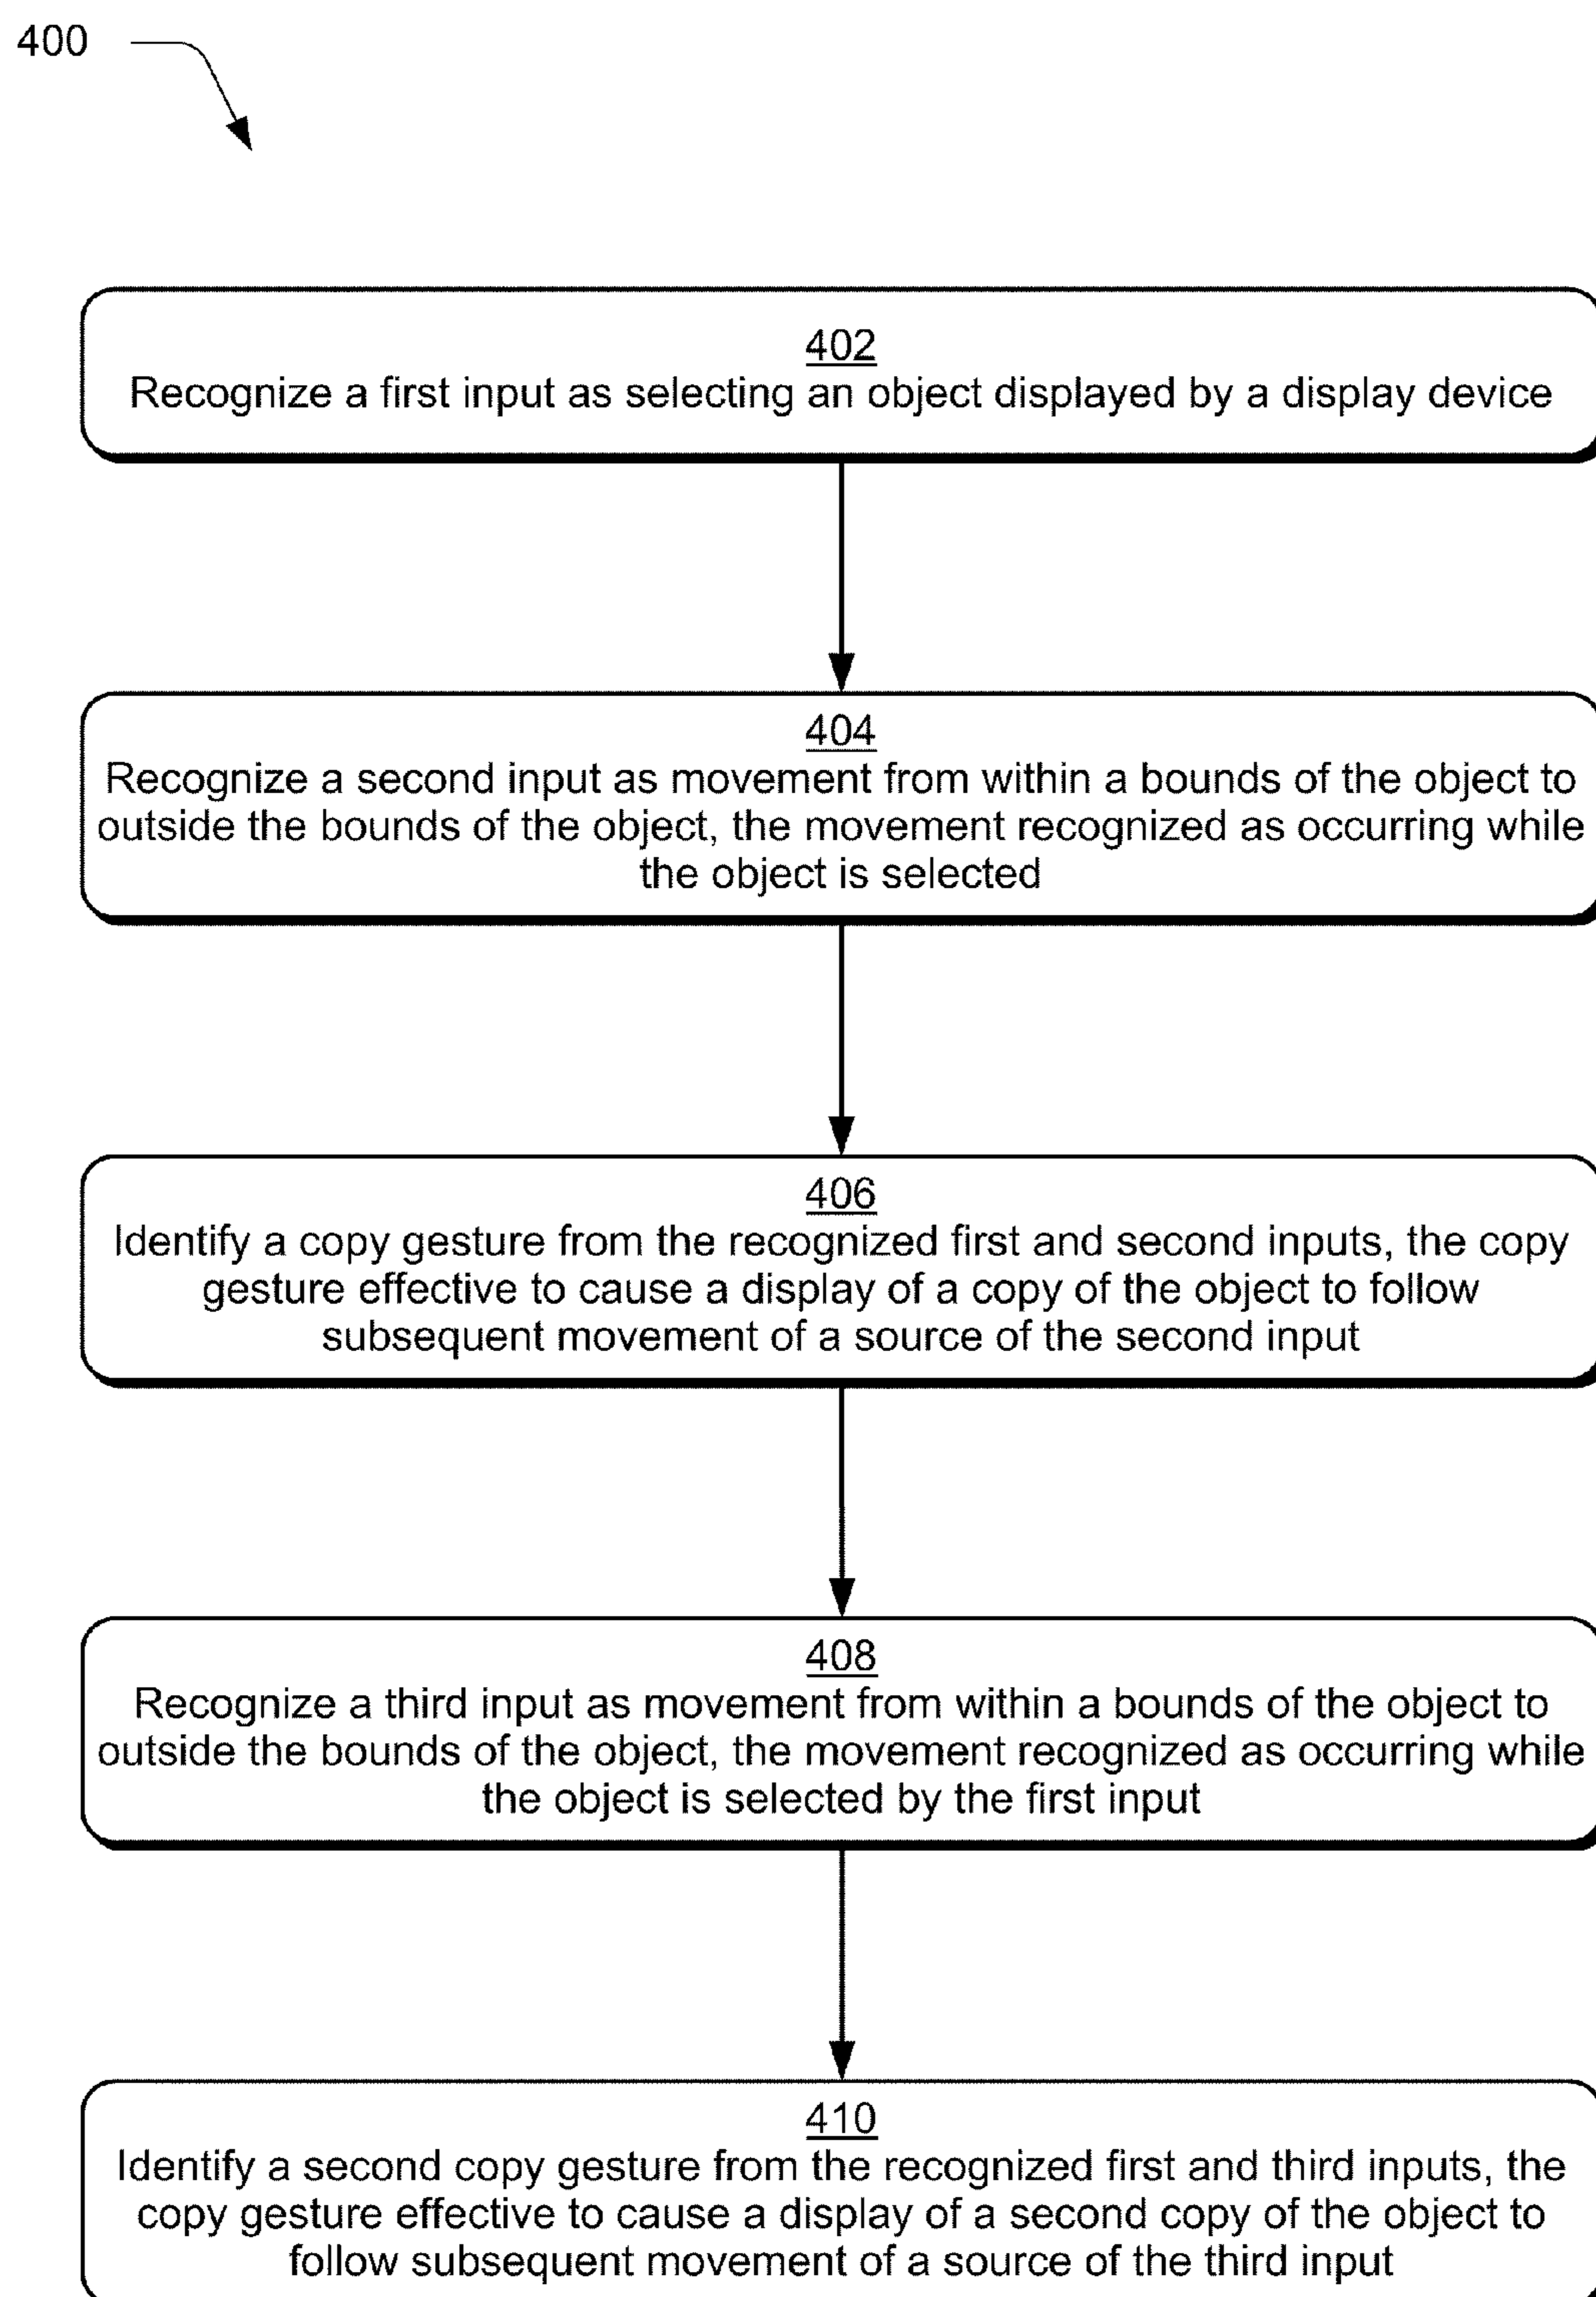 400
402
Recognize a first input as selecting an object displayed by a display device
404
Recognize a second input as movement from within a bounds of the object to
outside the bounds of the object, the movement recognized as occurring while
the object is selected
406
Identify a copy gesture from the recognized first and second inputs, the copy
gesture effective to cause a display of a copy of the object to follow
subsequent movement of a source of the second input
408
Recognize a third input as movement from within a bounds of the object to
outside the bounds of the object, the movement recognized as occurring while
the object is selected by the first input
410
Identify a second copy gesture from the recognized first and third inputs, the
copy gesture effective to cause a display of a second copy of the object to
follow subsequent movement of a source of the third input